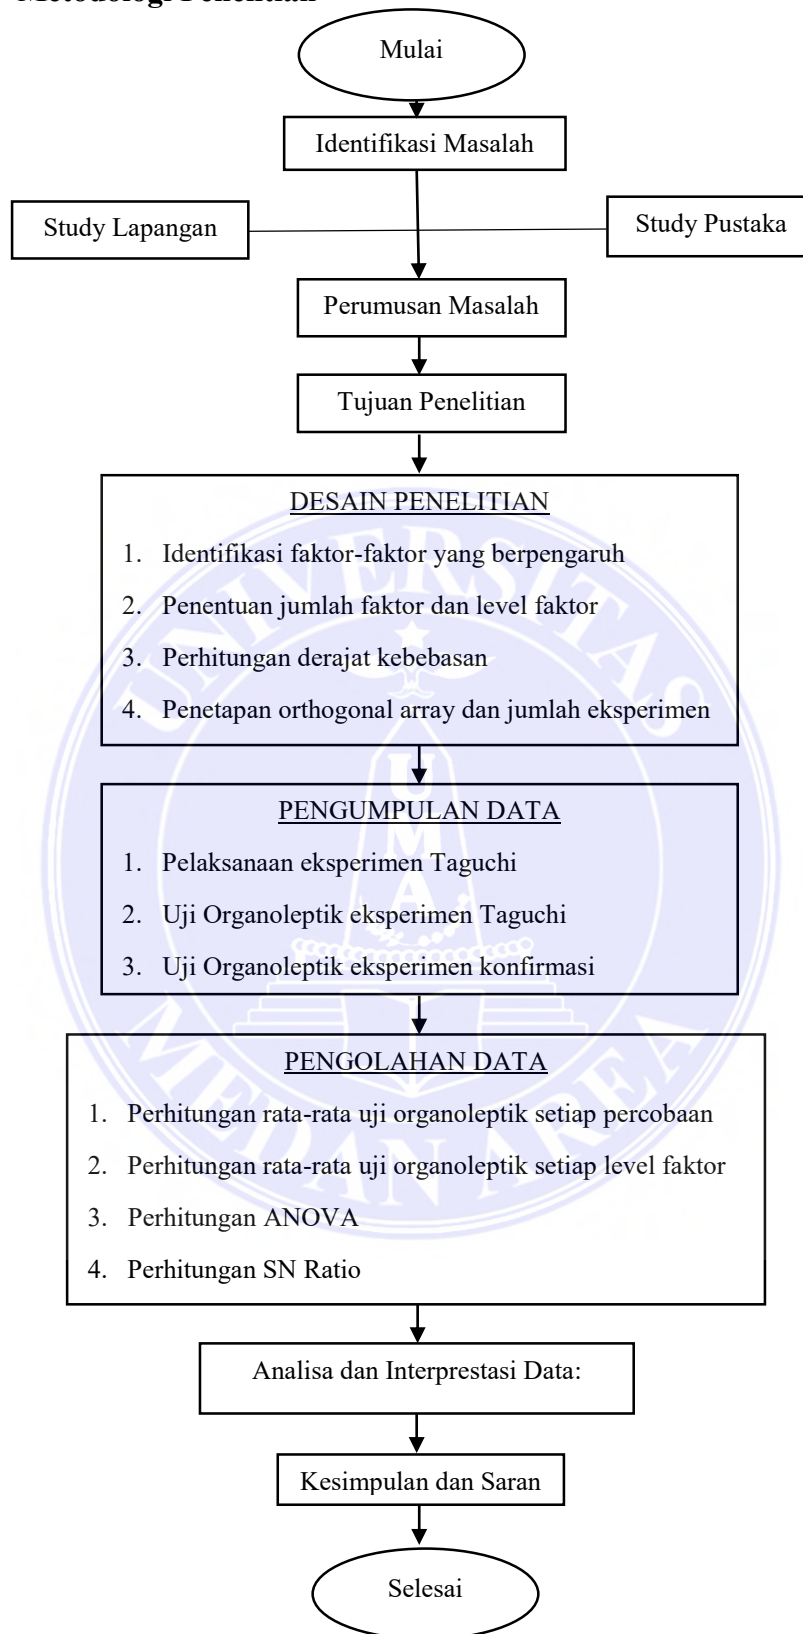 Metodologi Penelitian
Mulai
Identifikasi Masalah
Study Lapangan
Study Pustaka
Perumusan Masalah
Tujuan Penelitian
DESAIN PENELITIAN
1. Identifikasi faktor-faktor yang berpengaruh
2. Penentuan jumlah faktor dan level faktor
3. Perhitungan derajat kebebasan
4. Penetapan orthogonal array dan jumlah eksperimen
PENGUMPULAN DATA
1. Pelaksanaan eksperimen Taguchi
2. Uji Organoleptik eksperimen Taguchi
3. Uji Organoleptik eksperimen konfirmasi
PENGOLAHAN DATA
1. Perhitungan rata-rata uji organoleptik setiap percobaan
2. Perhitungan rata-rata uji organoleptik setiap level faktor
3. Perhitungan ANOVA
4. Perhitungan SN Ratio
Analisa dan Interprestasi Data:
Kesimpulan dan Saran
Selesai
UNIVERSITAS
UMA
MEDAN AREA